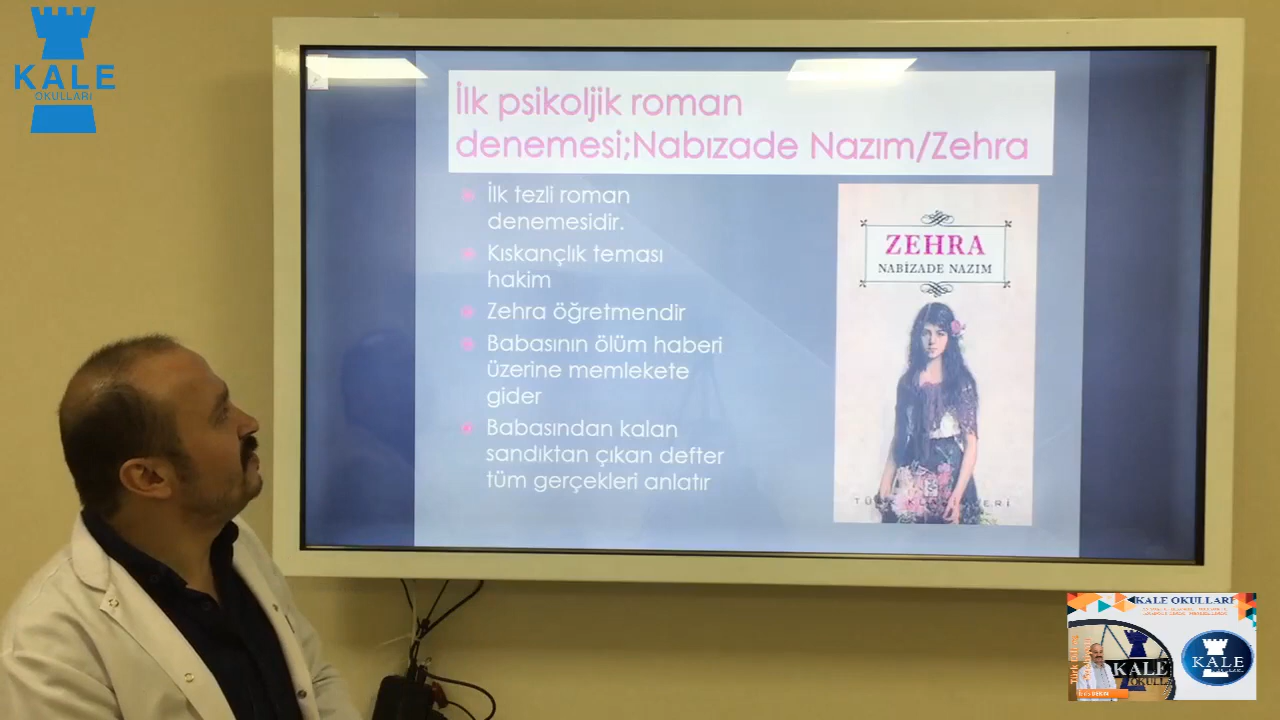 KALE
OKULLARI
İlk psikoljik roman
denemesi;Nabızade Nazım/Zehra
İlk tezli roman
denemesidir.
Kıskançlık teması
hakim
Zehra öğretmendir
Babasının ölüm haberi
üzerine memlekete
gider
Babasından kalan
sandıktan çıkan defter
tüm gerçekleri anlatır
ZEHRA
NABİZADE NAZIM
TÜRK
KALE OKULLARI
KALE
OKULL
KALE